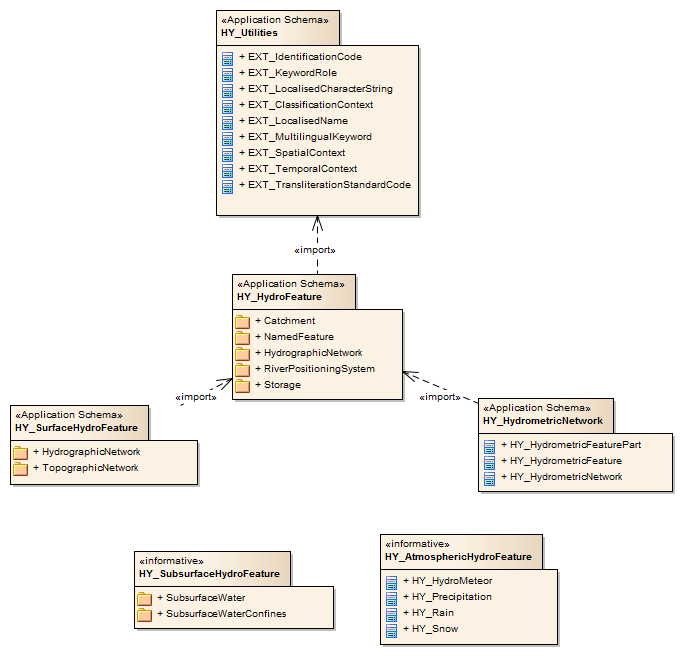 «Application Schema»
HY_Utilities
+ EXT_IdentificationCode
+ EXT_KeywordRole
+ EXT_LocalisedCharacterString
+ EXT_ClassificationContext
+ EXT_LocalisedName
+ EXT_MultilingualKeyword
+ EXT_SpatialContext
+ EXT_TemporalContext
+ EXT_TransliterationStandardCode
«import»
«Application Schema»
HY_HydroFeature
+ Catchment
+ NamedFeature
+ HydrographicNetwork
+ RiverPositioningSystem
+ Storage
«import»
«import»
«Application Schema»
HY_SurfaceHydroFeature
+ HydrographicNetwork
+ TopographicNetwork
«Application Schema»
HY_HydrometricNetwork
+ HY_HydrometricFeaturePart
+ HY_HydrometricFeature
+ HY_HydrometricNetwork
«informative»
HY_SubsurfaceHydroFeature
+ SubsurfaceWater
+ SubsurfaceWaterConfines
«informative»
HY_AtmosphericHydroFeature
+ HY_HydroMeteor
+ HY_Precipitation
+ HY_Rain
+ HY_Snow